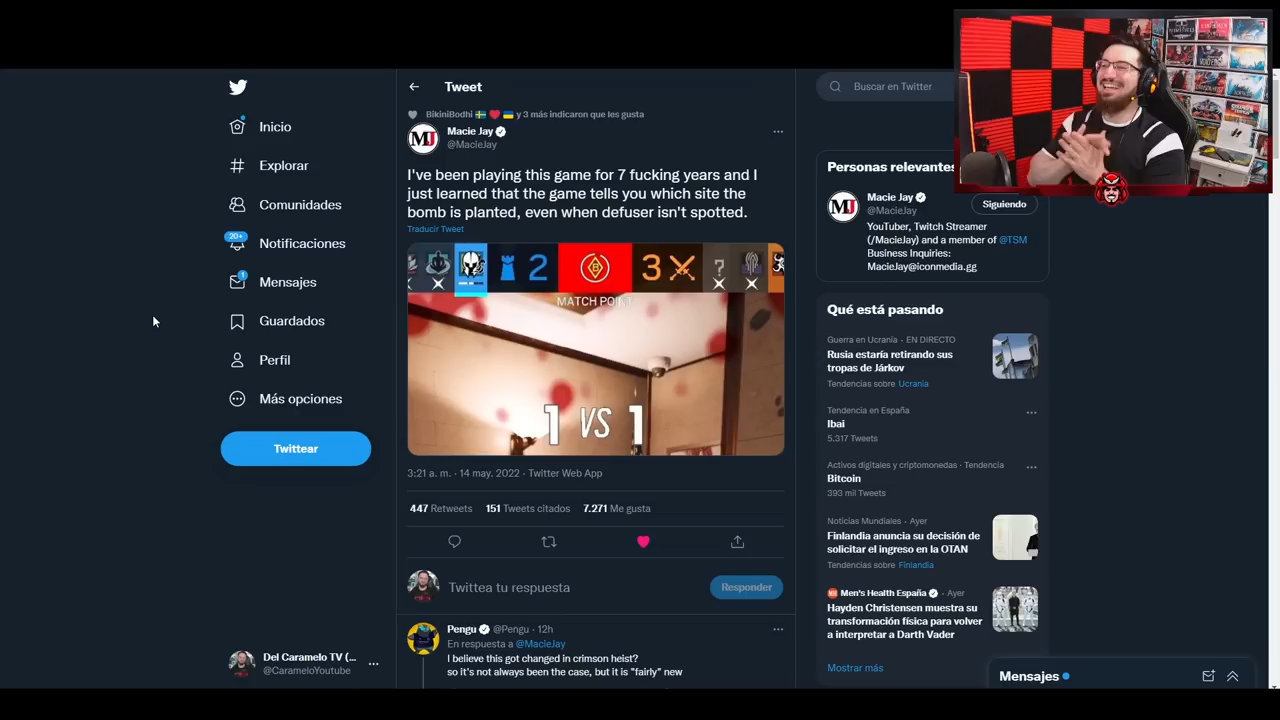 Tweet
Buscar en Twitter
BikiniBodhi 🇸🇪 ❤️ 🇺🇦 y 3 más indicaron que les gusta
Macie Jay
@MacieJay
I've been playing this game for 7 fucking years and I
just learned that the game tells you which site the
bomb is planted, even when defuser isn't spotted.
Traducir Tweet
2
B
3
?
MATCH POINT
1 VS 1
3:21 a. m. · 14 may. 2022 · Twitter Web App
447 Retweets 151 Tweets citados 7.271 Me gusta
Twittea tu respuesta
Responder
Pengu @Pengu · 12h
En respuesta a @MacieJay
I believe this got changed in crimson heist?
so it's not always been the case, but it is "fairly" new
Inicio
Explorar
Comunidades
20+
Notificaciones
1
Mensajes
Guardados
Perfil
Más opciones
Twittear
Del Caramelo TV (...
@CarameloYoutube
Personas relevantes
MJ
Macie Jay
@MacieJay
Siguiendo
YouTuber, Twitch Streamer
(/MacieJay) and a member of @TSM
Business Inquiries:
MacieJay@iconmedia.gg
Qué está pasando
Guerra en Ucrania · EN DIRECTO
Rusia estaría retirando sus
tropas de Járkov
Tendencias sobre Ucrania
Tendencia en España
Ibai
5.317 Tweets
Activos digitales y criptomonedas · Tendencia
Bitcoin
393 mil Tweets
Noticias Mundiales · Ayer
Finlandia anuncia su decisión de
solicitar el ingreso en la OTAN
Tendencias sobre Finlandia
Men's Health España · Ayer
Hayden Christensen muestra su
transformación física para volver
a interpretar a Darth Vader
Mostrar más
Mensajes